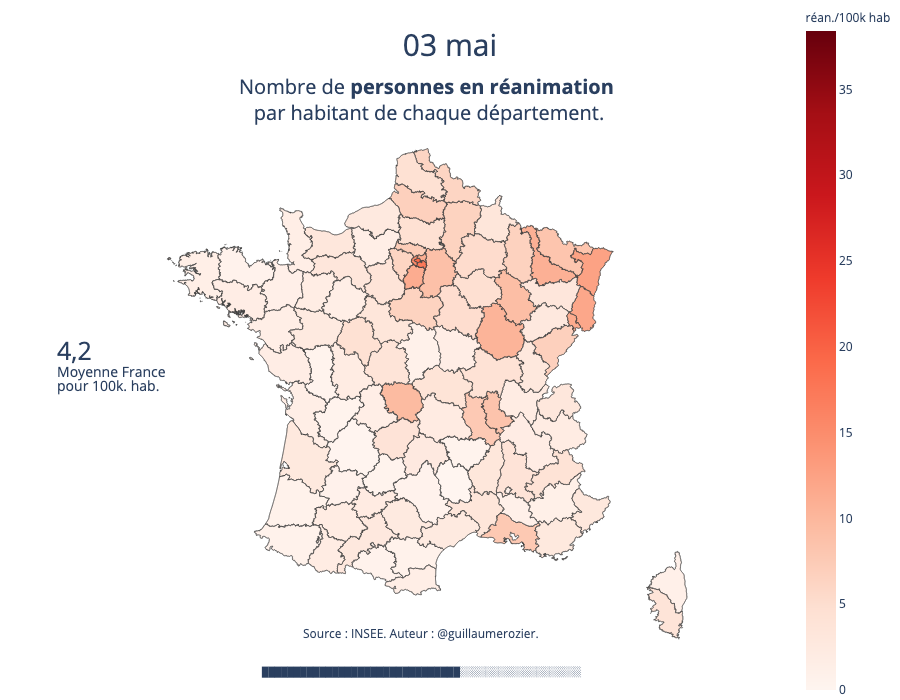 réan./100k hab
03 mai
Nombre de personnes en réanimation
par habitant de chaque département.
35
30
25
20
15
10
5
0
4,2
Moyenne France
pour 100k. hab.
Source : INSEE. Auteur : @guillaumerozier.